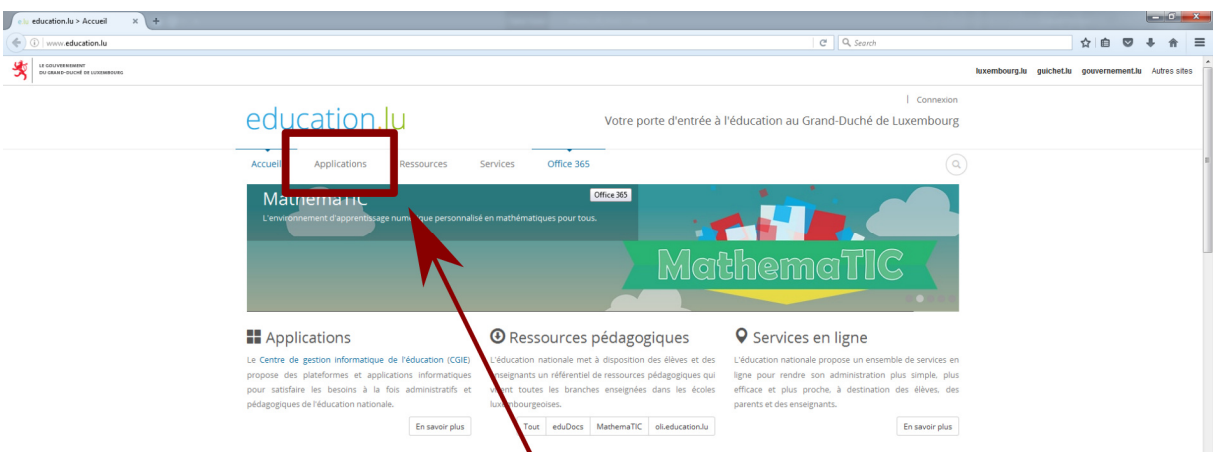 education.lu > Accueil
www.education.lu
Search
LE GOUVERNEMENT
DU GRAND-DUCHÉ DE LUXEMBOURG
luxembourg.lu guichet.lu gouvernement.lu Autres sites
Connexion
education.lu
Votre porte d'entrée à l'éducation au Grand-Duché de Luxembourg
Accueil Applications Ressources Services Office 365
MathemaTIC
Office 365
L'environnement d'apprentissage numérique personnalisé en mathématiques pour tous.
MathemaTIC
Applications
Le Centre de gestion informatique de l'éducation (CGIE)
propose des plateformes et applications informatiques
pour satisfaire les besoins à la fois administratifs et
pédagogiques de l'éducation nationale.
En savoir plus
Ressources pédagogiques
L'éducation nationale met à disposition des élèves et des
enseignants un référentiel de ressources pédagogiques qui
visent toutes les branches enseignées dans les écoles
luxembourgeoises.
Tout eduDocs MathemaTIC oli.education.lu
Services en ligne
L'éducation nationale propose un ensemble de services en
ligne pour rendre son administration plus simple, plus
efficace et plus proche, à destination des élèves, des
parents et des enseignants.
En savoir plus